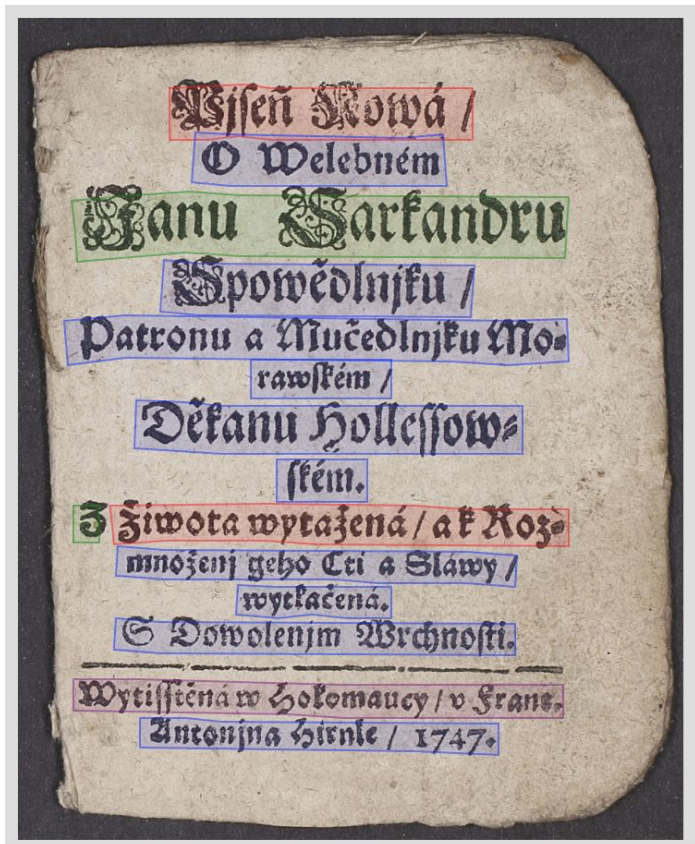 Pjseň Nowá /
O Welebném
Janu Sarkandru
Spowědlnjku /
Patronu a Mučedlnjku Mo-
rawském /
Děkanu Hollessow-
ském.
Z Žiwota wytažená / a k Roz-
množenj geho Cti a Sláwy /
wytlačená.
S Dowolenjm Wrchnosti.
Wytisstěná w Holomaucy / v Frant.
Antonjna Hirnle / 1747.